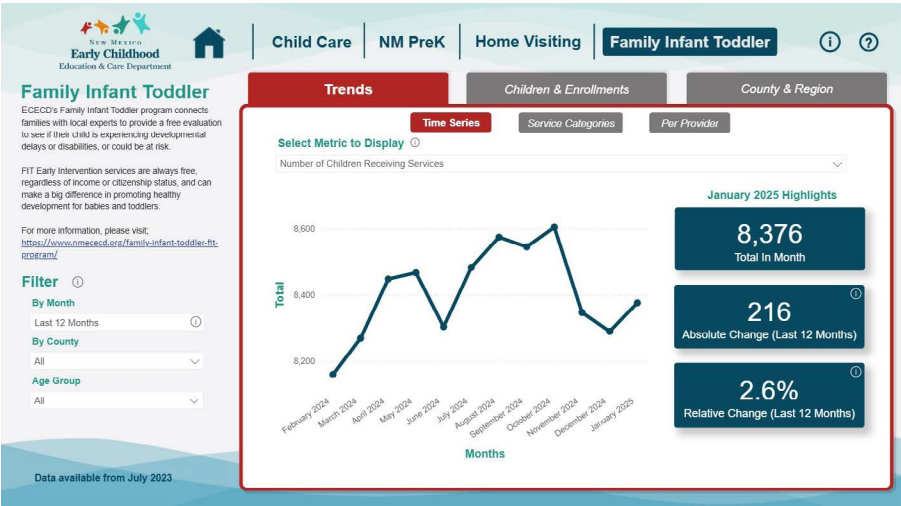 New Mexico
Early Childhood
Education & Care Department
Child Care
NM PreK
Home Visiting
Family Infant Toddler
Family Infant Toddler
ECECD's Family Infant Toddler program connects
families with local experts to provide a free evaluation
to see if their child is experiencing developmental
delays or disabilities, or could be at risk.
FIT Early Intervention services are always free,
regardless of income or citizenship status, and can
make a big difference in promoting healthy
development for babies and toddlers.
For more information, please visit;
https://www.nmececd.org/family-infant-toddler-fit-
program/
Filter
By Month
Last 12 Months
By County
All
Age Group
All
Data available from July 2023
Trends
Children & Enrollments
County & Region
Time Series
Service Categories
Per Provider
Select Metric to Display
Number of Children Receiving Services
Total
8,600
8,400
8,200
February 2024
March 2024
April 2024
May 2024
June 2024
July 2024
August 2024
September 2024
October 2024
November 2024
December 2024
January 2025
Months
January 2025 Highlights
8,376
Total In Month
216
Absolute Change (Last 12 Months)
2.6%
Relative Change (Last 12 Months)